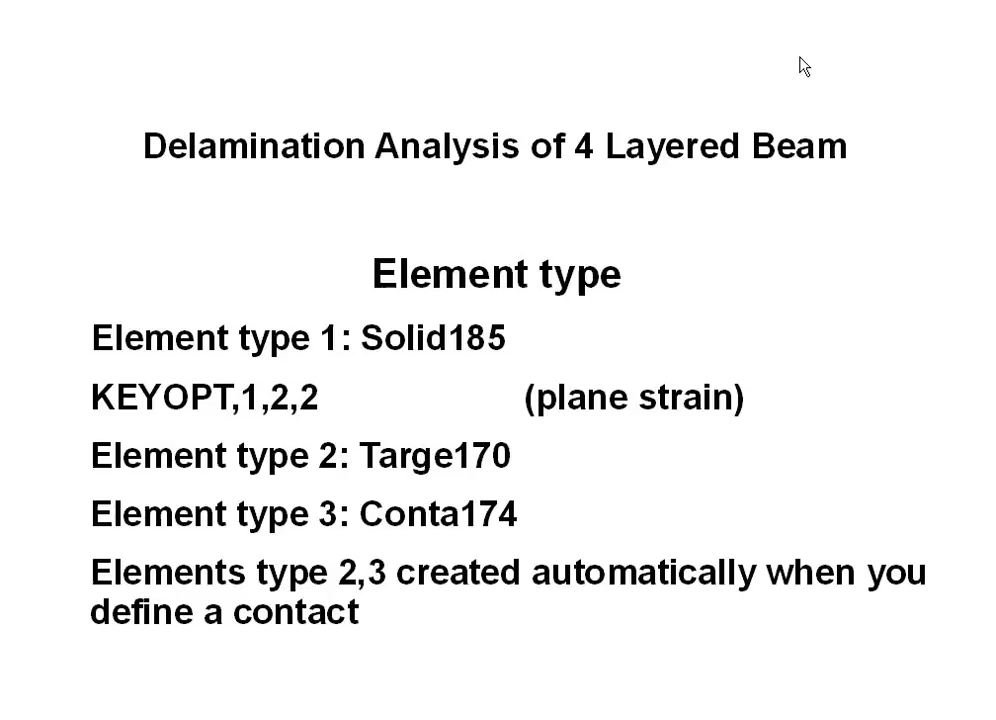 Delamination Analysis of 4 Layered Beam
Element type
Element type 1: Solid185
KEYOPT,1,2,2 (plane strain)
Element type 2: Targe170
Element type 3: Conta174
Elements type 2,3 created automatically when you
define a contact